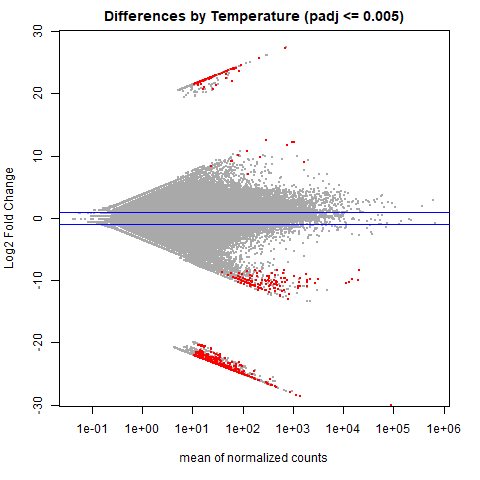 Differences by Temperature (padj <= 0.005)
30
20
10
0
-10
-20
-30
Log2 Fold Change
1e-01 1e+00 1e+01 1e+02 1e+03 1e+04 1e+05 1e+06
mean of normalized counts